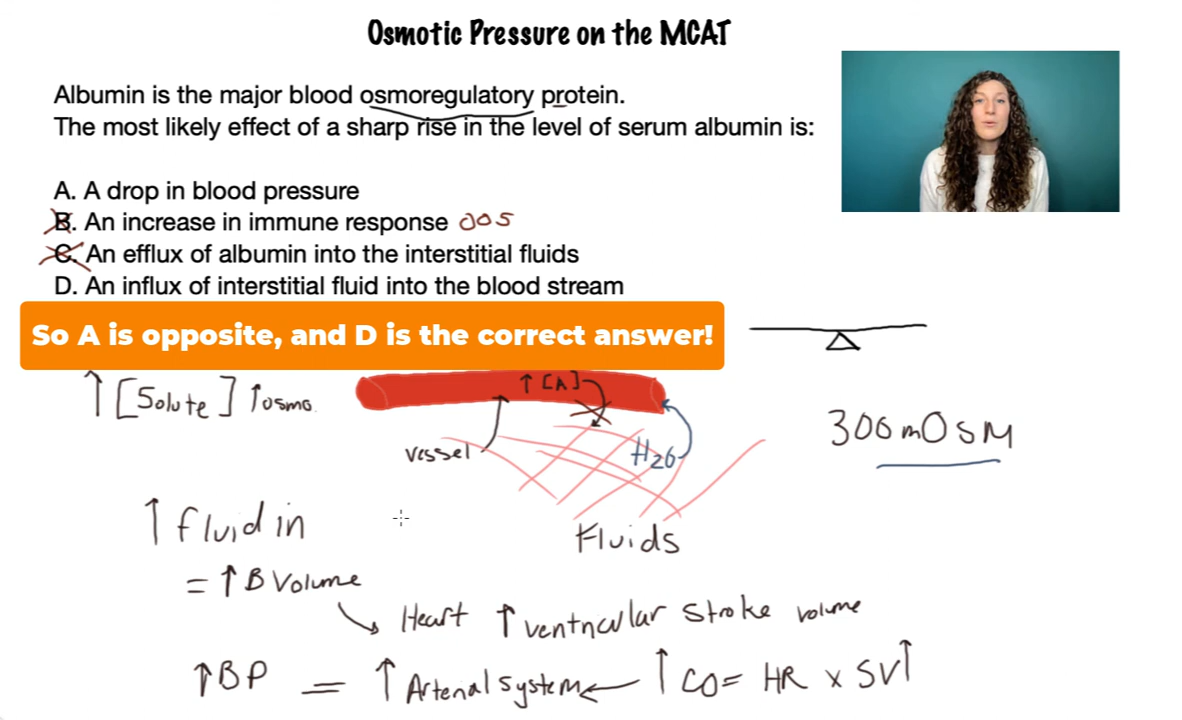 Osmotic Pressure on the MCAT
Albumin is the major blood osmoregulatory protein.
The most likely effect of a sharp rise in the level of serum albumin is:
A. A drop in blood pressure
B. An increase in immune response OOS
C. An efflux of albumin into the interstitial fluids
D. An influx of interstitial fluid into the blood stream
So A is opposite, and D is the correct answer!
↑ [Solute] ↑osmo.
↑ [A]
vessel
H20
300 mOSM
Fluids
↑ fluid in
= ↑ B Volume
Heart ↑ ventricular stroke volume
↑BP = ↑ Arterial system ← ↑ CO = HR x SV↑